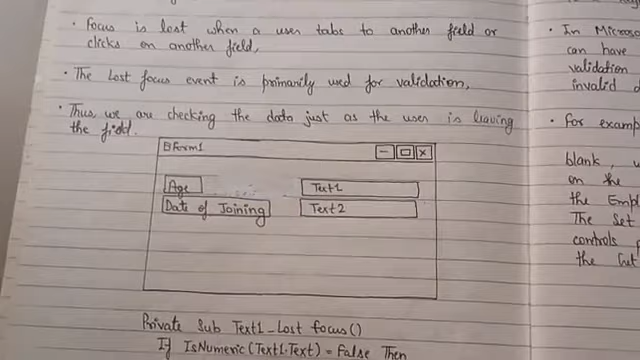 • Focus is lost when a user tabs to another field or
clicks on another field,
• The Lost focus event is primarily used for validation,
• Thus, we are checking the data just as the user is leaving
the field.
Form1
Age
Text1
Date of Joining
Text2
Private Sub Text1_Lost focus()
If IsNumeric(Text1.Text) = False Then
• In Microso
can have
validation
invalid d
• For examp
blank,
on the
the Empl
The Set
controls
the